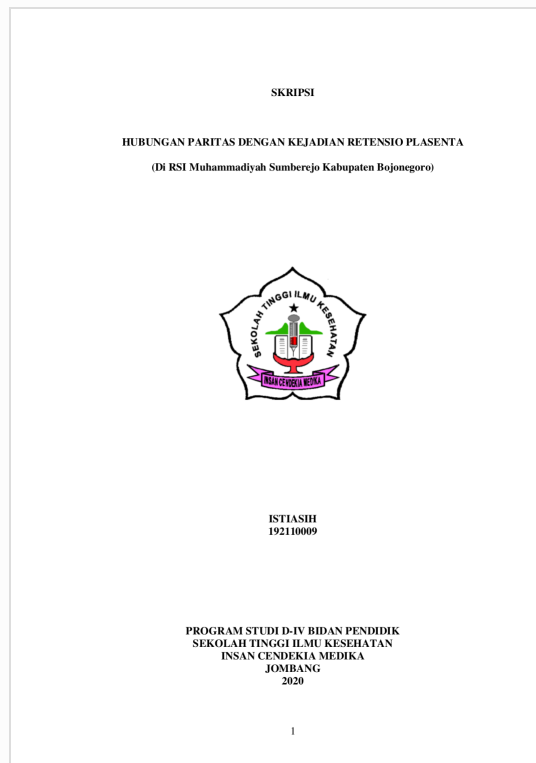 SKRIPSI
HUBUNGAN PARITAS DENGAN KEJADIAN RETENSIO PLASENTA
(Di RSI Muhammadiyah Sumberejo Kabupaten Bojonegoro)
SEKOLAH TINGGI ILMU KESEHATAN
INSAN CENDEKIA MEDIKA
ISTIASIH
192110009
PROGRAM STUDI D-IV BIDAN PENDIDIK
SEKOLAH TINGGI ILMU KESEHATAN
INSAN CENDEKIA MEDIKA
JOMBANG
2020
1